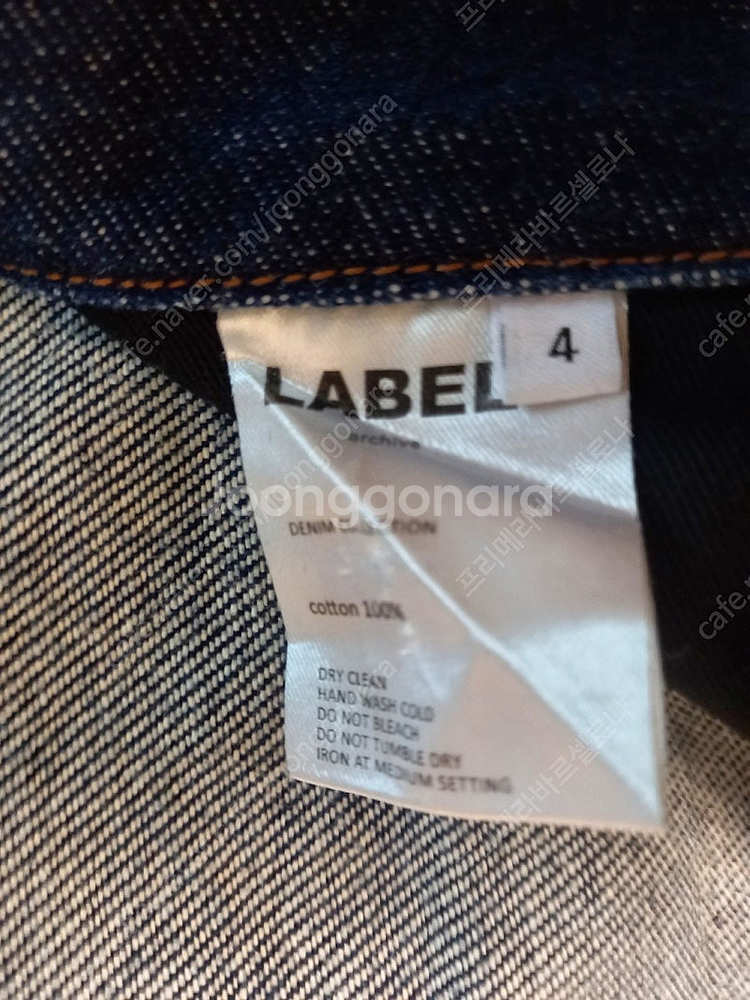 4
LABEL
archive
DENIM COLLECTION
cotton 100%
DRY CLEAN
HAND WASH COLD
DO NOT BLEACH
DO NOT TUMBLE DRY
IRON AT MEDIUM SETTING
joonggonara
cafe.naver.com/joonggonara
프리메라바르셀로나